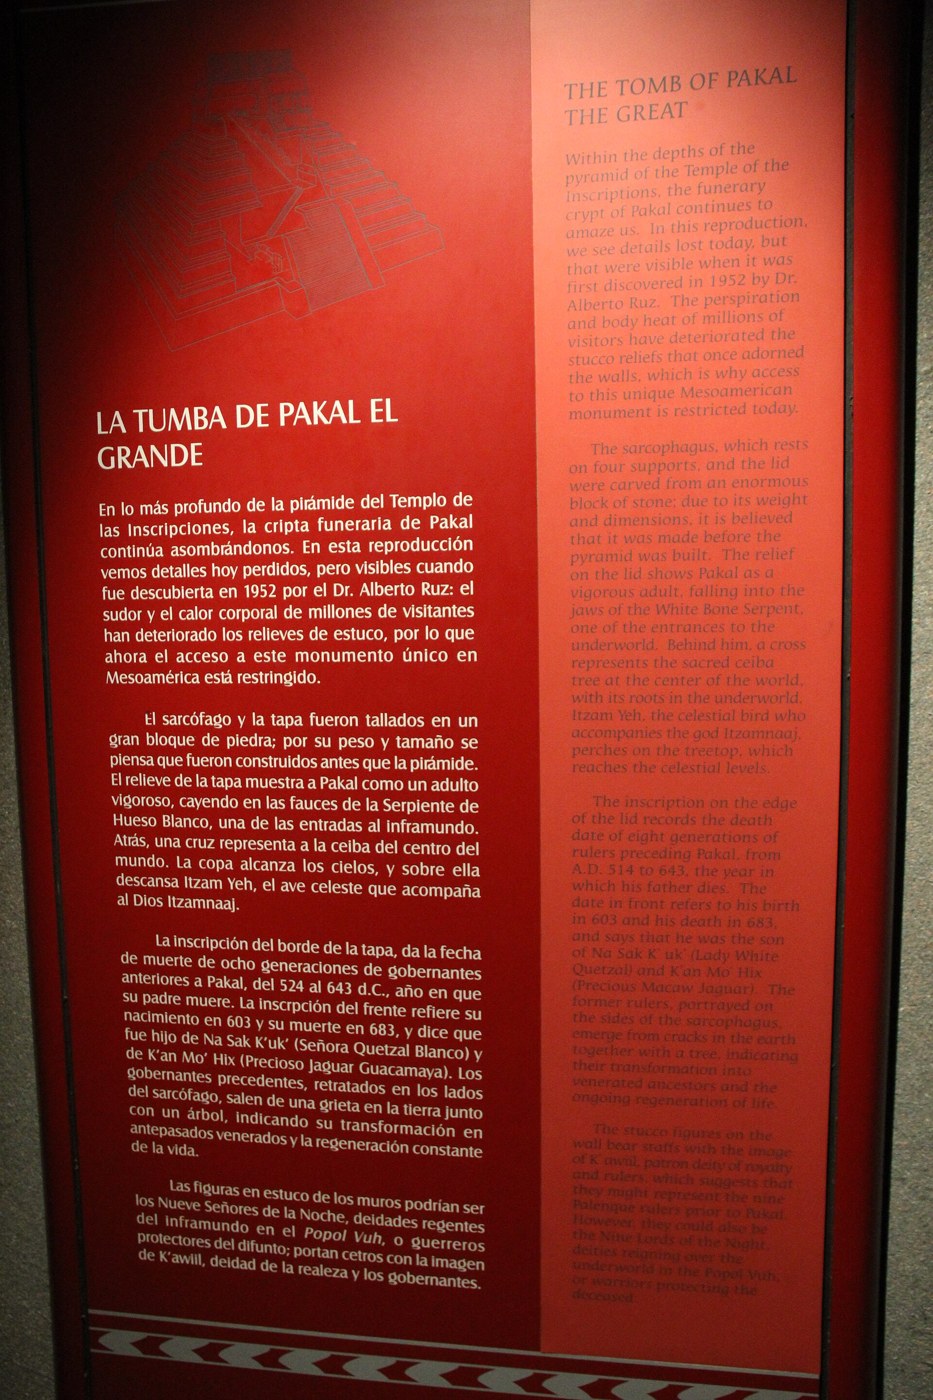 LA TUMBA DE PAKAL EL
GRANDE
En lo más profundo de la pirámide del Templo de
las Inscripciones, la cripta funeraria de Pakal
continúa asombrándonos. En esta reproducción
vemos detalles hoy perdidos, pero visibles cuando
fue descubierta en 1952 por el Dr. Alberto Ruz: el
sudor y el calor corporal de millones de visitantes
han deteriorado los relieves de estuco, por lo que
ahora el acceso a este monumento único en
Mesoamérica está restringido.
El sarcófago y la tapa fueron tallados en un
gran bloque de piedra; por su peso y tamaño se
piensa que fueron construidos antes que la pirámide.
El relieve de la tapa muestra a Pakal como un adulto
vigoroso, cayendo en las fauces de la Serpiente de
Hueso Blanco, una de las entradas al inframundo.
Atrás, una cruz representa a la ceiba del centro del
mundo. La copa alcanza los cielos, y sobre ella
descansa Itzam Yeh, el ave celeste que acompaña
al Dios Itzamnaaj.
La inscripción del borde de la tapa, da la fecha
de muerte de ocho generaciones de gobernantes
anteriores a Pakal, del 524 al 643 d.C., año en que
su padre muere. La inscrpción del frente refiere su
nacimiento en 603 y su muerte en 683, y dice que
fue hijo de Na Sak K'uk' (Señora Quetzal Blanco) y
de K'an Mo' Hix (Precioso Jaguar Guacamaya). Los
gobernantes precedentes, retratados en los lados
del sarcófago, salen de una grieta en la tierra junto
con un árbol, indicando su transformación en
antepasados venerados y la regeneración constante
de la vida.
Las figuras en estuco de los muros podrían ser
los Nueve Señores de la Noche, deidades regentes
del inframundo en el Popol Vuh, o guerreros
protectores del difunto; portan cetros con la imagen
de K'awill, deidad de la realeza y los gobernantes.
THE TOMB OF PAKAL
THE GREAT
Within the depths of the
pyramid of the Temple of the
Inscriptions, the funerary
crypt of Pakal continues to
amaze us. In this reproduction,
we see details lost today, but
that were visible when it was
first discovered in 1952 by Dr.
Alberto Ruz. The perspiration
and body heat of millions of
visitors have deteriorated the
stucco reliefs that once adorned
the walls, which is why access
to this unique Mesoamerican
monument is restricted today.
The sarcophagus, which rests
on four supports, and the lid
were carved from an enormous
block of stone; due to its weight
and dimensions, it is believed
that it was made before the
pyramid was built. The relief
on the lid shows Pakal as a
vigorous adult, falling into the
jaws of the White Bone Serpent,
one of the entrances to the
underworld. Behind him, a cross
represents the sacred ceiba
tree at the center of the world,
with its roots in the underworld.
Itzam Yeh, the celestial bird who
accompanies the god Itzamnaaj,
perches on the treetop, which
reaches the celestial levels.
The inscription on the edge
of the lid records the death
date of eight generations of
rulers preceding Pakal, from
A.D. 514 to 643, the year in
which his father dies. The
date in front refers to his birth
in 603 and his death in 683,
and says that he was the son
of Na Sak K' uk' (Lady White
Quetzal) and K'an Mo' Hix
(Precious Macaw Jaguar). The
former rulers, portrayed on
the sides of the sarcophagus,
emerge from cracks in the earth
together with a tree, indicating
their transformation into
venerated ancestors and the
ongoing regeneration of life.
The stucco figures on the
wall bear staffs with the image
of K'awiil, patron deity of royalty
and rulers, which suggests that
they might represent the nine
Palenque rulers prior to Pakal.
However, they could also be
the Nine Lords of the Night,
deities reigning over the
underworld in the Popol Vuh,
or warriors protecting the
deceased.